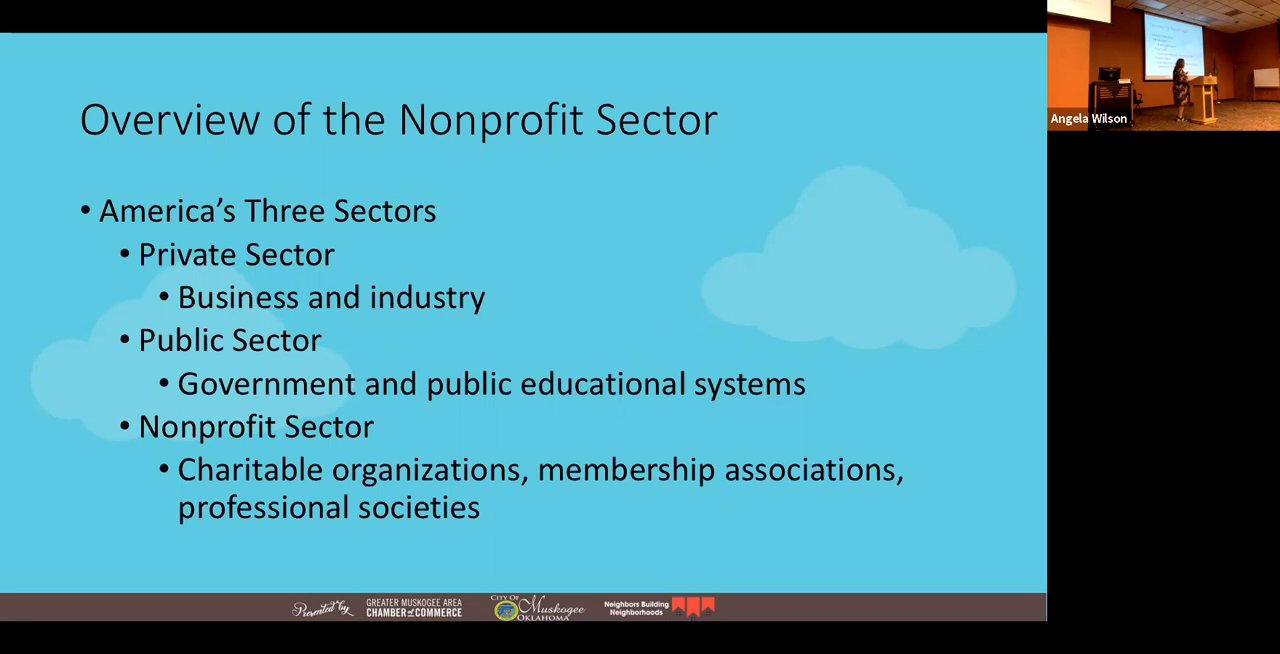 Overview of the Nonprofit Sector
• America’s Three Sectors
• Private Sector
• Business and industry
• Public Sector
• Government and public educational systems
• Nonprofit Sector
• Charitable organizations, membership associations,
professional societies
Angela Wilson
Presented by
GREATER MUSKOGEE AREA
CHAMBER of COMMERCE
CITY OF
Muskogee
OKLAHOMA
Neighbors Building
Neighborhoods